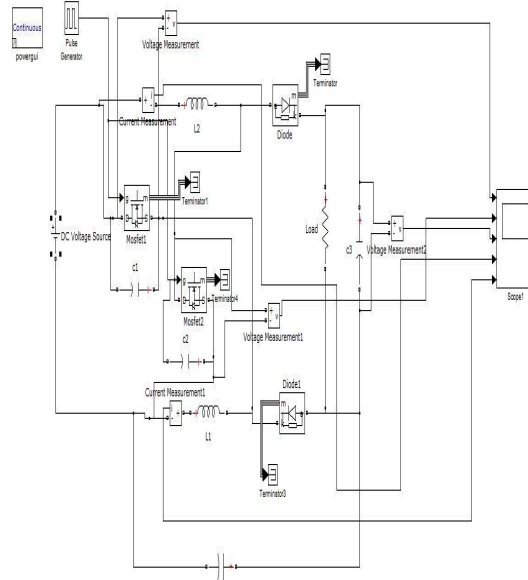 Continuous
powergui
Pulse
Generator
Voltage Measurement
Current Measurement
L2
Diode
Terminator
g m
D S
Mosfet1
Terminator1
DC Voltage Source
c1
g m
D S
Mosfet2
Terminator4
c2
Load
c3
Voltage Measurement2
Voltage Measurement1
Scope1
Current Measurement1
L1
Diode1
Terminator3